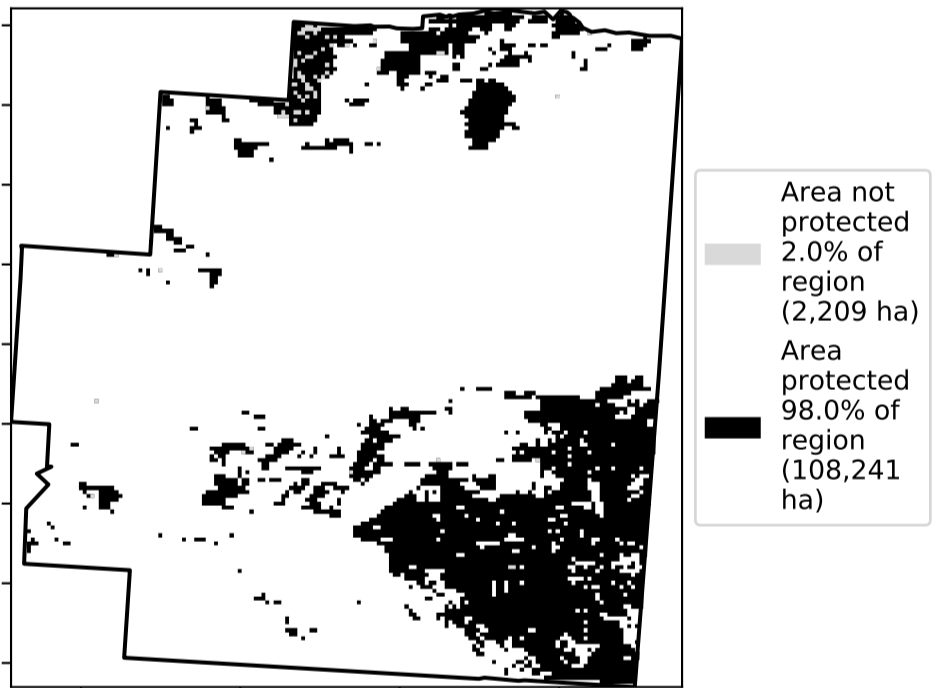 Area not
protected
2.0% of
region
(2,209 ha)
Area
protected
98.0% of
region
(108,241
ha)